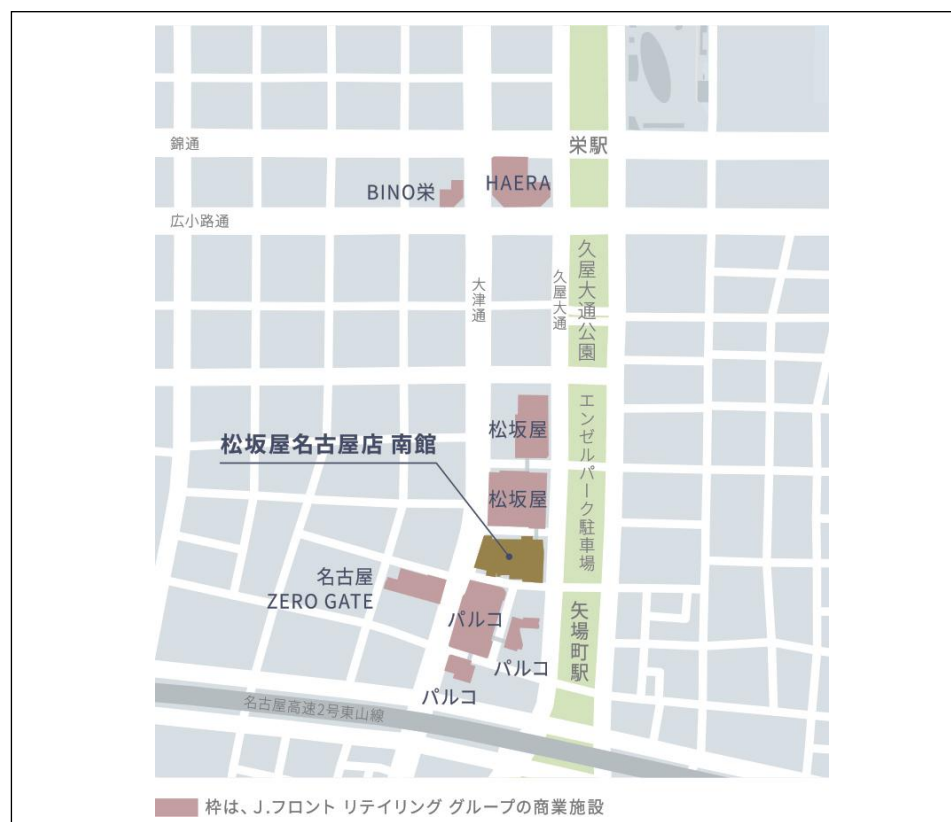 錦通
栄駅
BINO栄
HAERA
広小路通
大津通
久屋大通
久屋大通公園
エンゼルパーク駐車場
松坂屋
松坂屋名古屋店 南館
松坂屋
名古屋
ZERO GATE
パルコ
矢場町駅
パルコ
パルコ
名古屋高速2号東山線
枠は、J.フロント リテイリング グループの商業施設